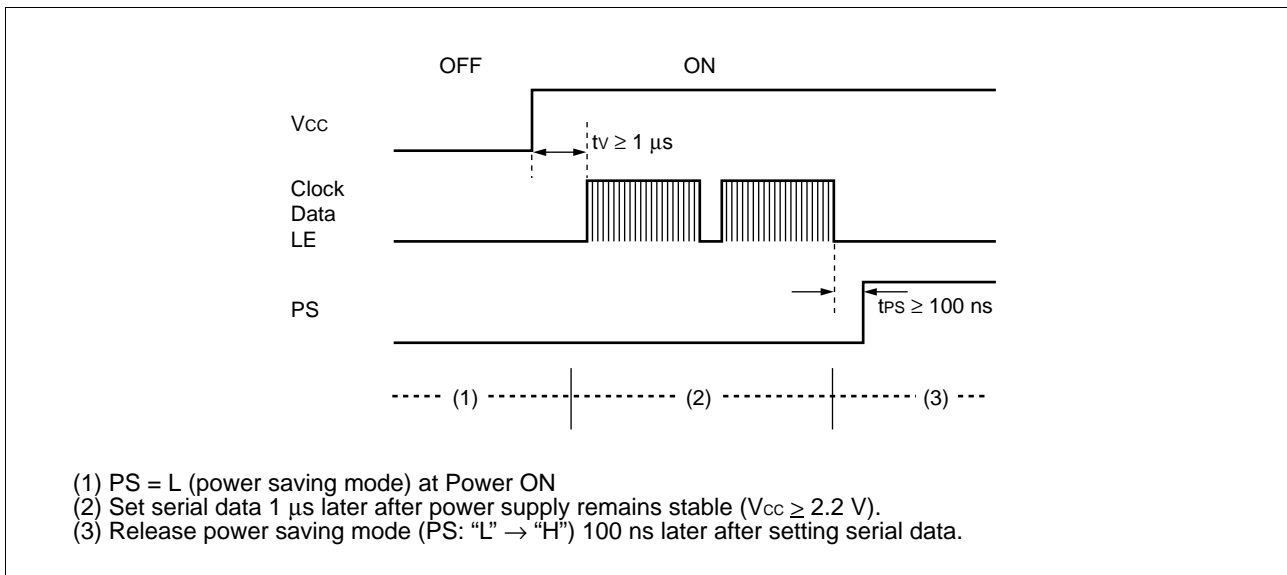 OFF ON
Vcc
tv ≥ 1 μs
Clock
Data
LE
PS
tPS ≥ 100 ns
(1) (2) (3)
(1) PS = L (power saving mode) at Power ON
(2) Set serial data 1 μs later after power supply remains stable (Vcc ≥ 2.2 V).
(3) Release power saving mode (PS: “L” → “H”) 100 ns later after setting serial data.